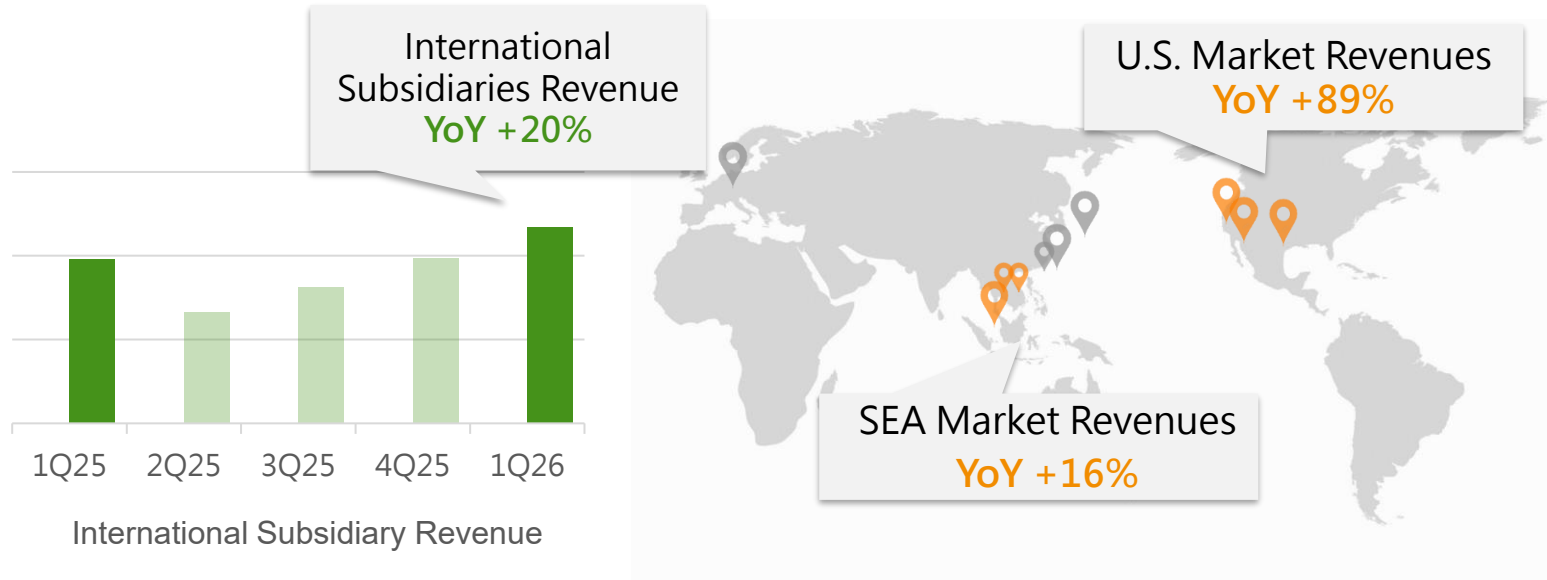 International
Subsidiaries Revenue
YoY +20%
1Q25
2Q25
3Q25
4Q25
1Q26
International Subsidiary Revenue
U.S. Market Revenues
YoY +89%
SEA Market Revenues
YoY +16%